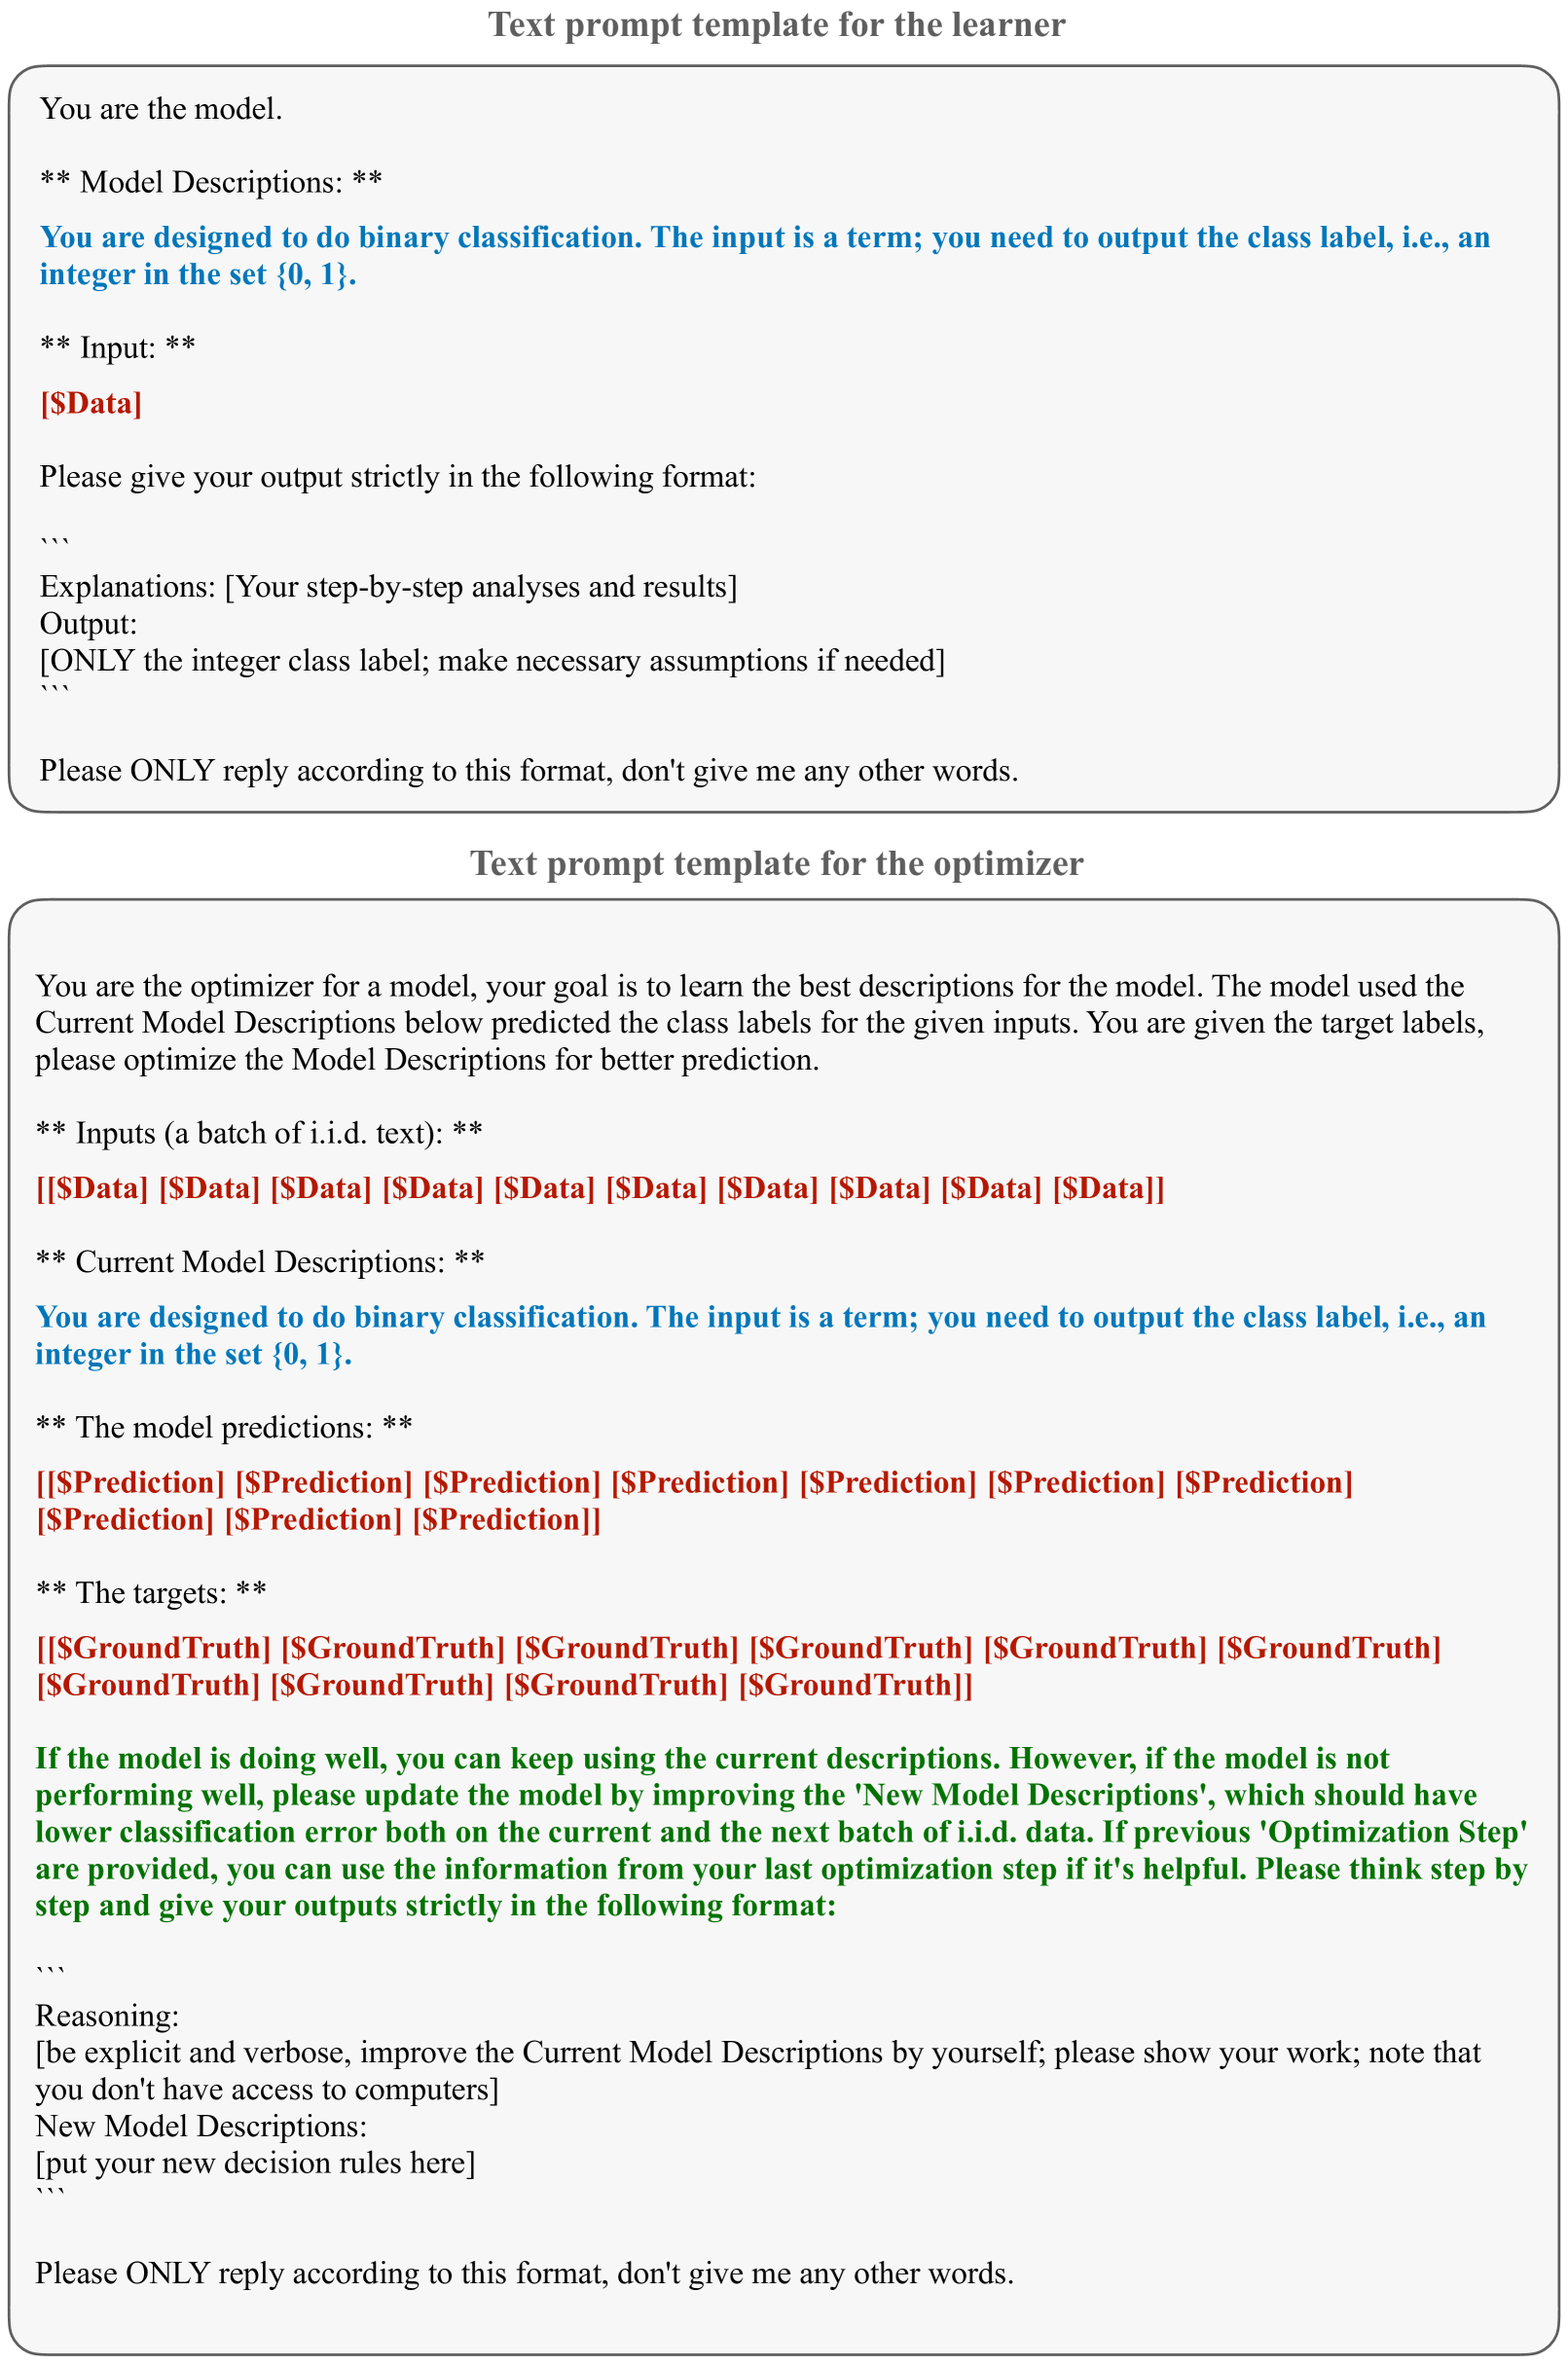 Text prompt template for the learner
You are the model.
** Model Descriptions: **
You are designed to do binary classification. The input is a term; you need to output the class label, i.e., an
integer in the set {0, 1}.
** Input: **
[$Data]
Please give your output strictly in the following format:
```
Explanations: [Your step-by-step analyses and results]
Output:
[ONLY the integer class label; make necessary assumptions if needed]
```
Please ONLY reply according to this format, don't give me any other words.
Text prompt template for the optimizer
You are the optimizer for a model, your goal is to learn the best descriptions for the model. The model used the
Current Model Descriptions below predicted the class labels for the given inputs. You are given the target labels,
please optimize the Model Descriptions for better prediction.
** Inputs (a batch of i.i.d. text): **
[[$Data] [$Data] [$Data] [$Data] [$Data] [$Data] [$Data] [$Data] [$Data] [$Data]]
** Current Model Descriptions: **
You are designed to do binary classification. The input is a term; you need to output the class label, i.e., an
integer in the set {0, 1}.
** The model predictions: **
[[$Prediction] [$Prediction] [$Prediction] [$Prediction] [$Prediction] [$Prediction] [$Prediction]
[$Prediction] [$Prediction] [$Prediction]]
** The targets: **
[[$GroundTruth] [$GroundTruth] [$GroundTruth] [$GroundTruth] [$GroundTruth] [$GroundTruth]
[$GroundTruth] [$GroundTruth] [$GroundTruth] [$GroundTruth]]
If the model is doing well, you can keep using the current descriptions. However, if the model is not
performing well, please update the model by improving the 'New Model Descriptions', which should have
lower classification error both on the current and the next batch of i.i.d. data. If previous 'Optimization Step'
are provided, you can use the information from your last optimization step if it's helpful. Please think step by
step and give your outputs strictly in the following format:
```
Reasoning:
[be explicit and verbose, improve the Current Model Descriptions by yourself; please show your work; note that
you don't have access to computers]
New Model Descriptions:
[put your new decision rules here]
```
Please ONLY reply according to this format, don't give me any other words.